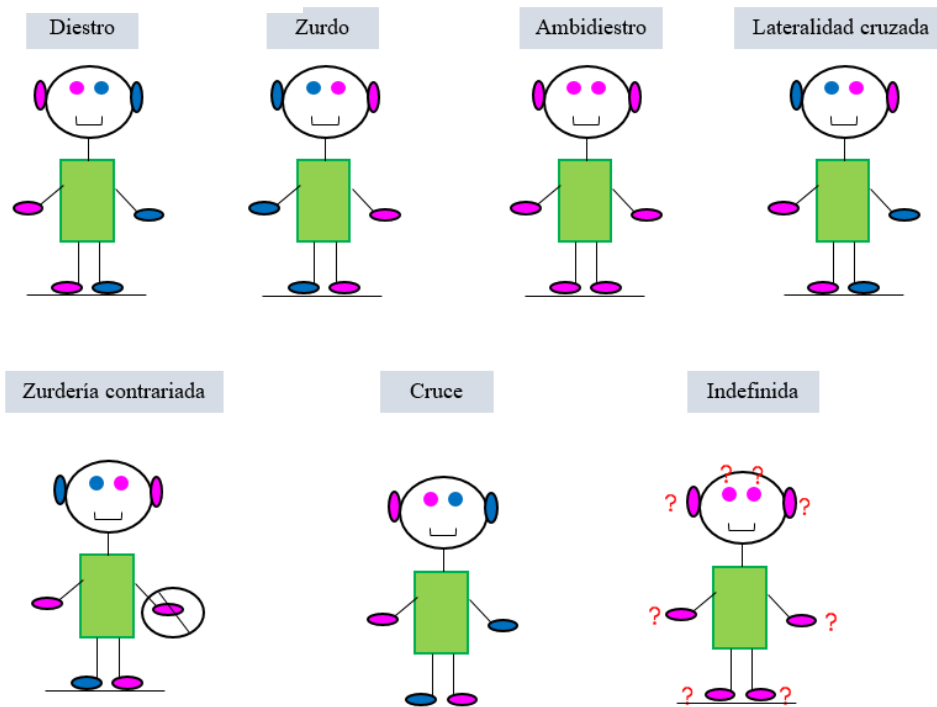 Diestro
Zurdo
Ambidiestro
Lateralidad cruzada
Zurdería contrariada
Cruce
Indefinida
? ?
? ?
? ?
? ?